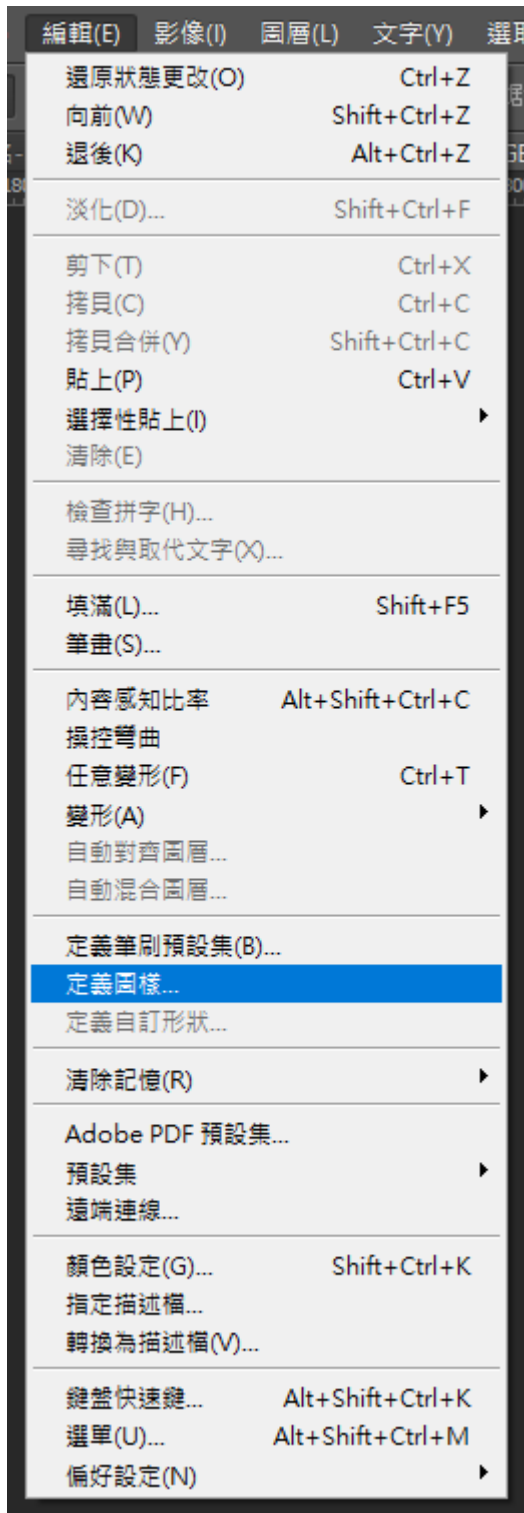 編輯(E) 影像(I) 圖層(L) 文字(Y) 選取
還原狀態更改(O) Ctrl+Z
向前(W) Shift+Ctrl+Z
退後(K) Alt+Ctrl+Z
淡化(D)... Shift+Ctrl+F
剪下(T) Ctrl+X
拷貝(C) Ctrl+C
拷貝合併(Y) Shift+Ctrl+C
貼上(P) Ctrl+V
選擇性貼上(I)
清除(E)
檢查拼字(H)...
尋找與取代文字(X)...
填滿(L)... Shift+F5
筆畫(S)...
內容感知比率 Alt+Shift+Ctrl+C
操控彎曲
任意變形(F) Ctrl+T
變形(A)
自動對齊圖層...
自動混合圖層...
定義筆刷預設集(B)...
定義圖樣...
定義自訂形狀...
清除記憶(R)
Adobe PDF 預設集...
預設集
遠端連線...
顏色設定(G)... Shift+Ctrl+K
指定描述檔...
轉換為描述檔(V)...
鍵盤快速鍵... Alt+Shift+Ctrl+K
選單(U)... Alt+Shift+Ctrl+M
偏好設定(N)